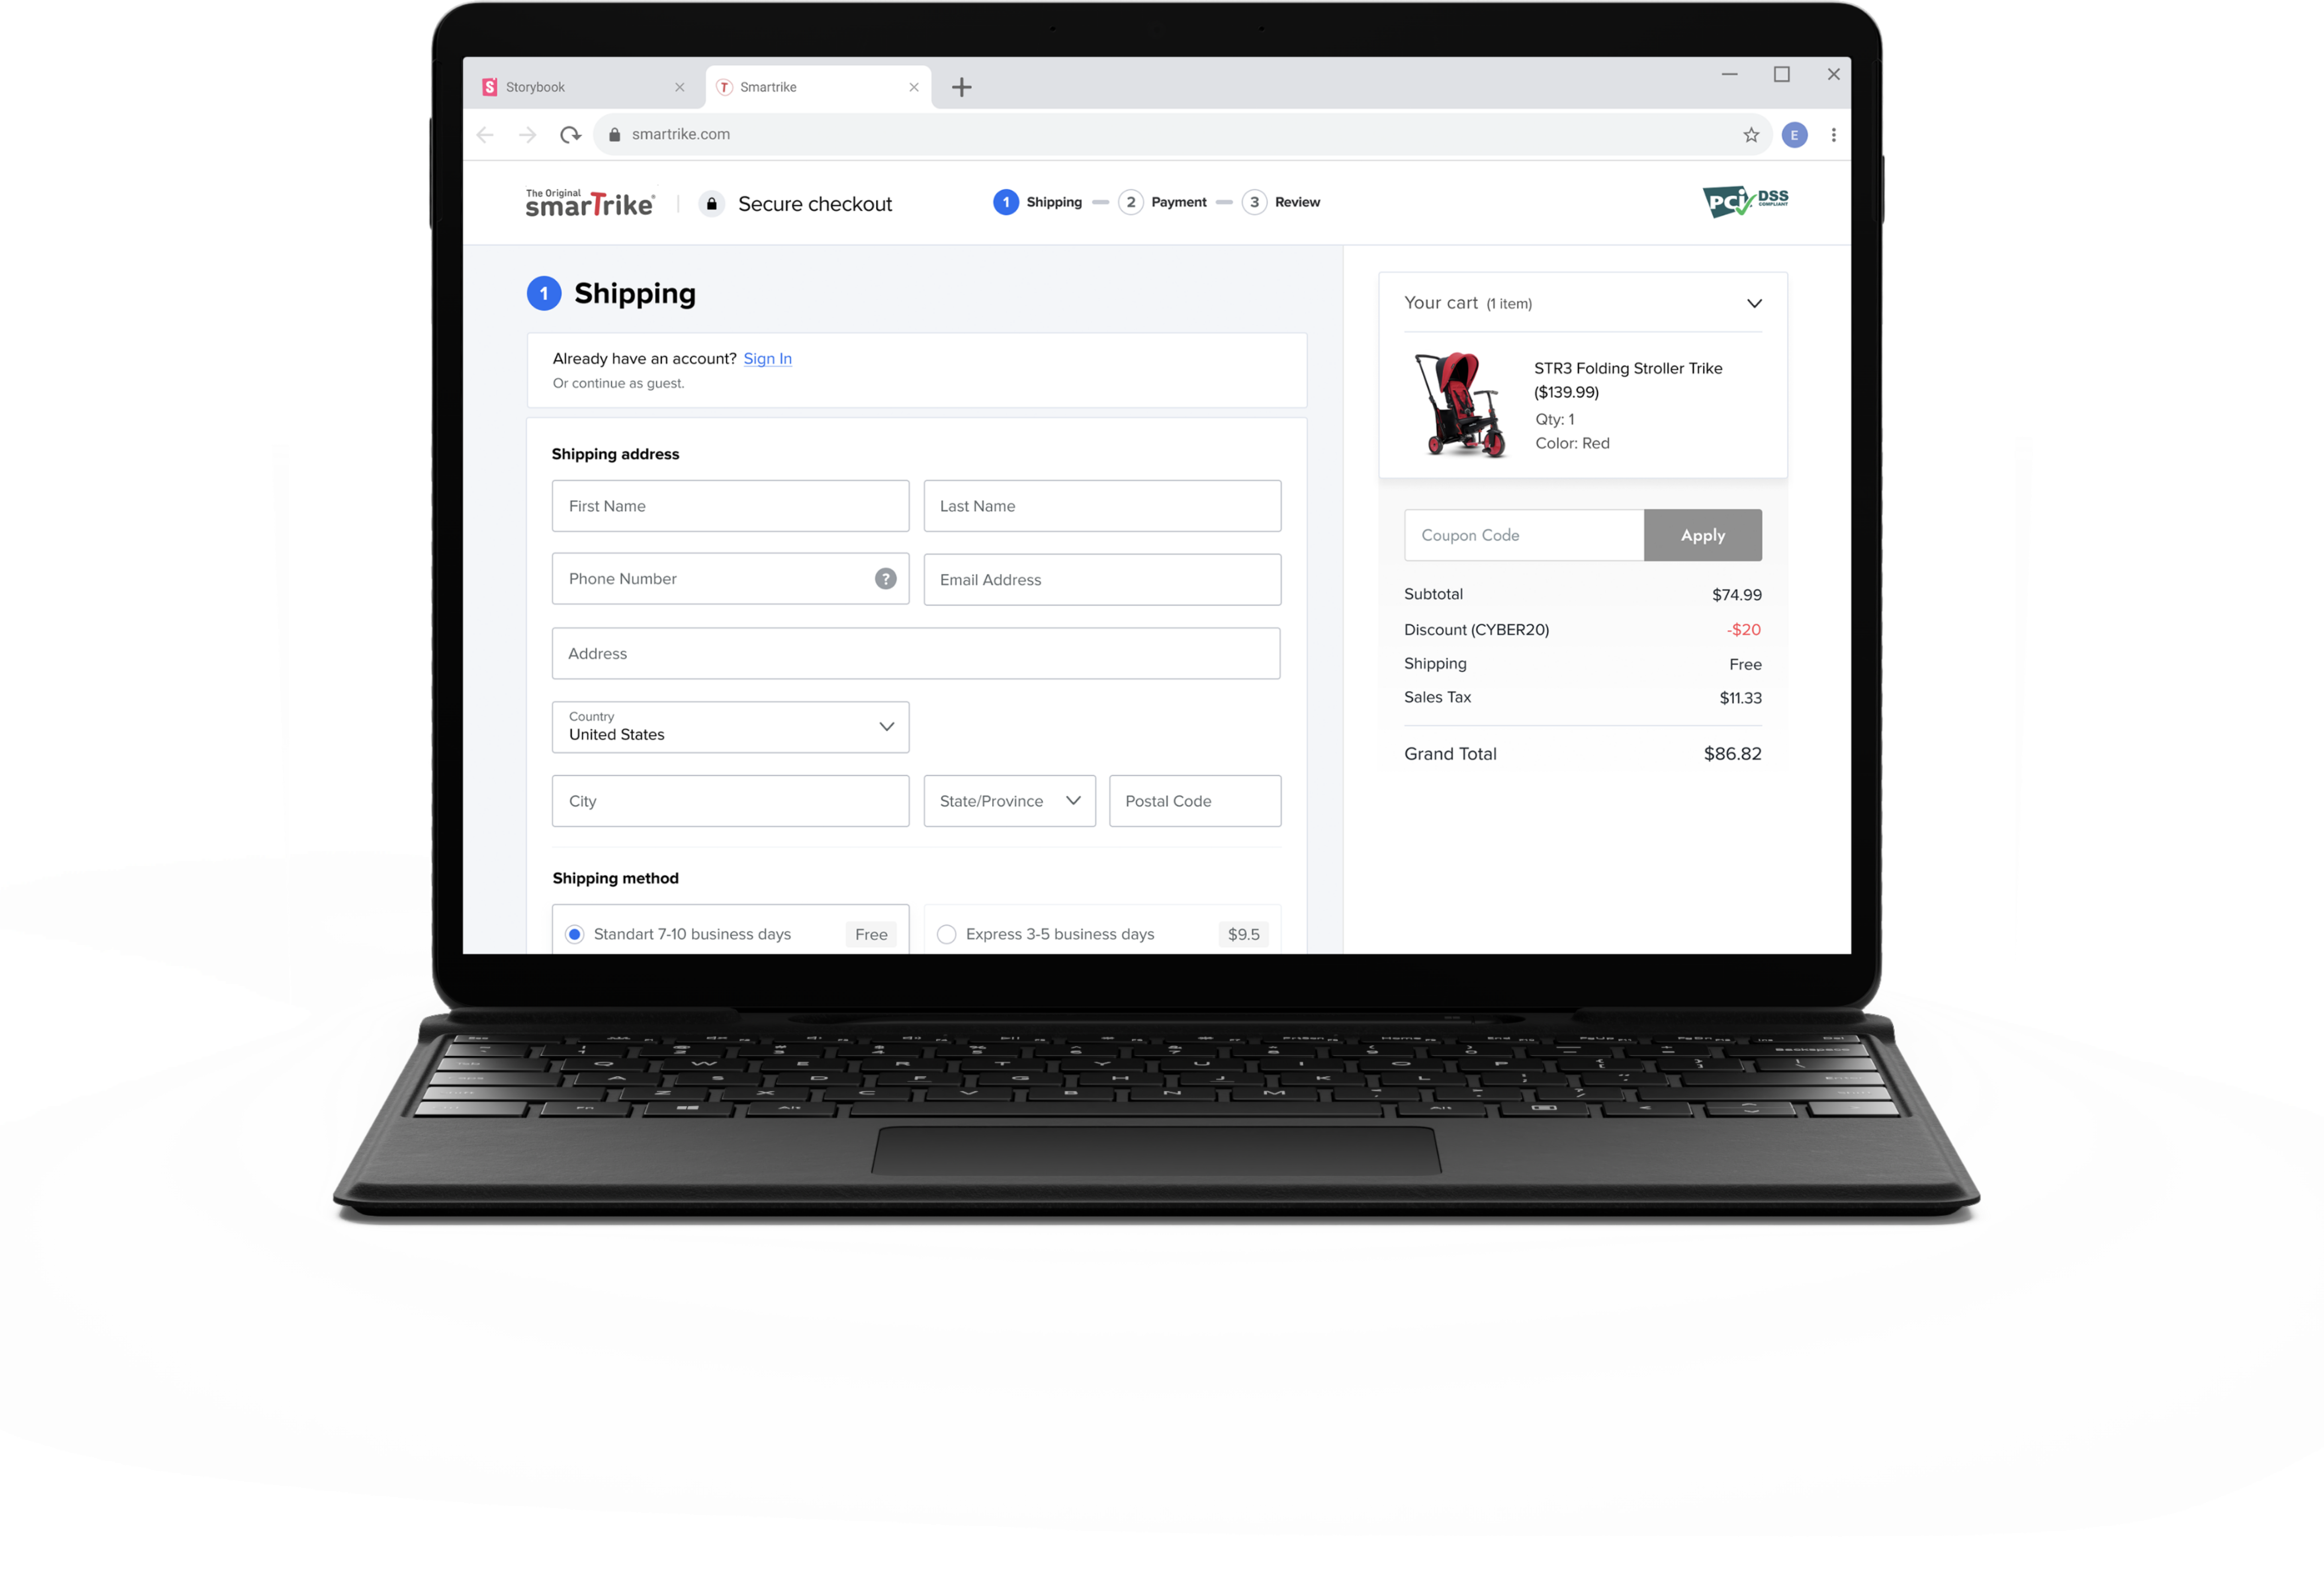 Storybook
Smartrike
smartrike.com
E
The Original
smarTrike
Secure checkout
1 Shipping 2 Payment 3 Review
PCi DSS
COMPLIANT
1 Shipping
Already have an account? Sign In
Or continue as guest.
Shipping address
First Name
Last Name
Phone Number
?
Email Address
Address
Country
United States
City
State/Province
Postal Code
Shipping method
Standart 7-10 business days Free
Express 3-5 business days $9.5
Your cart (1 item)
STR3 Folding Stroller Trike
($139.99)
Qty: 1
Color: Red
Coupon Code
Apply
Subtotal $74.99
Discount (CYBER20) -$20
Shipping Free
Sales Tax $11.33
Grand Total $86.82
Q W E R T Y U I O P
A S D F G H J K L
Z X C V B N M
Fn Alt Alt